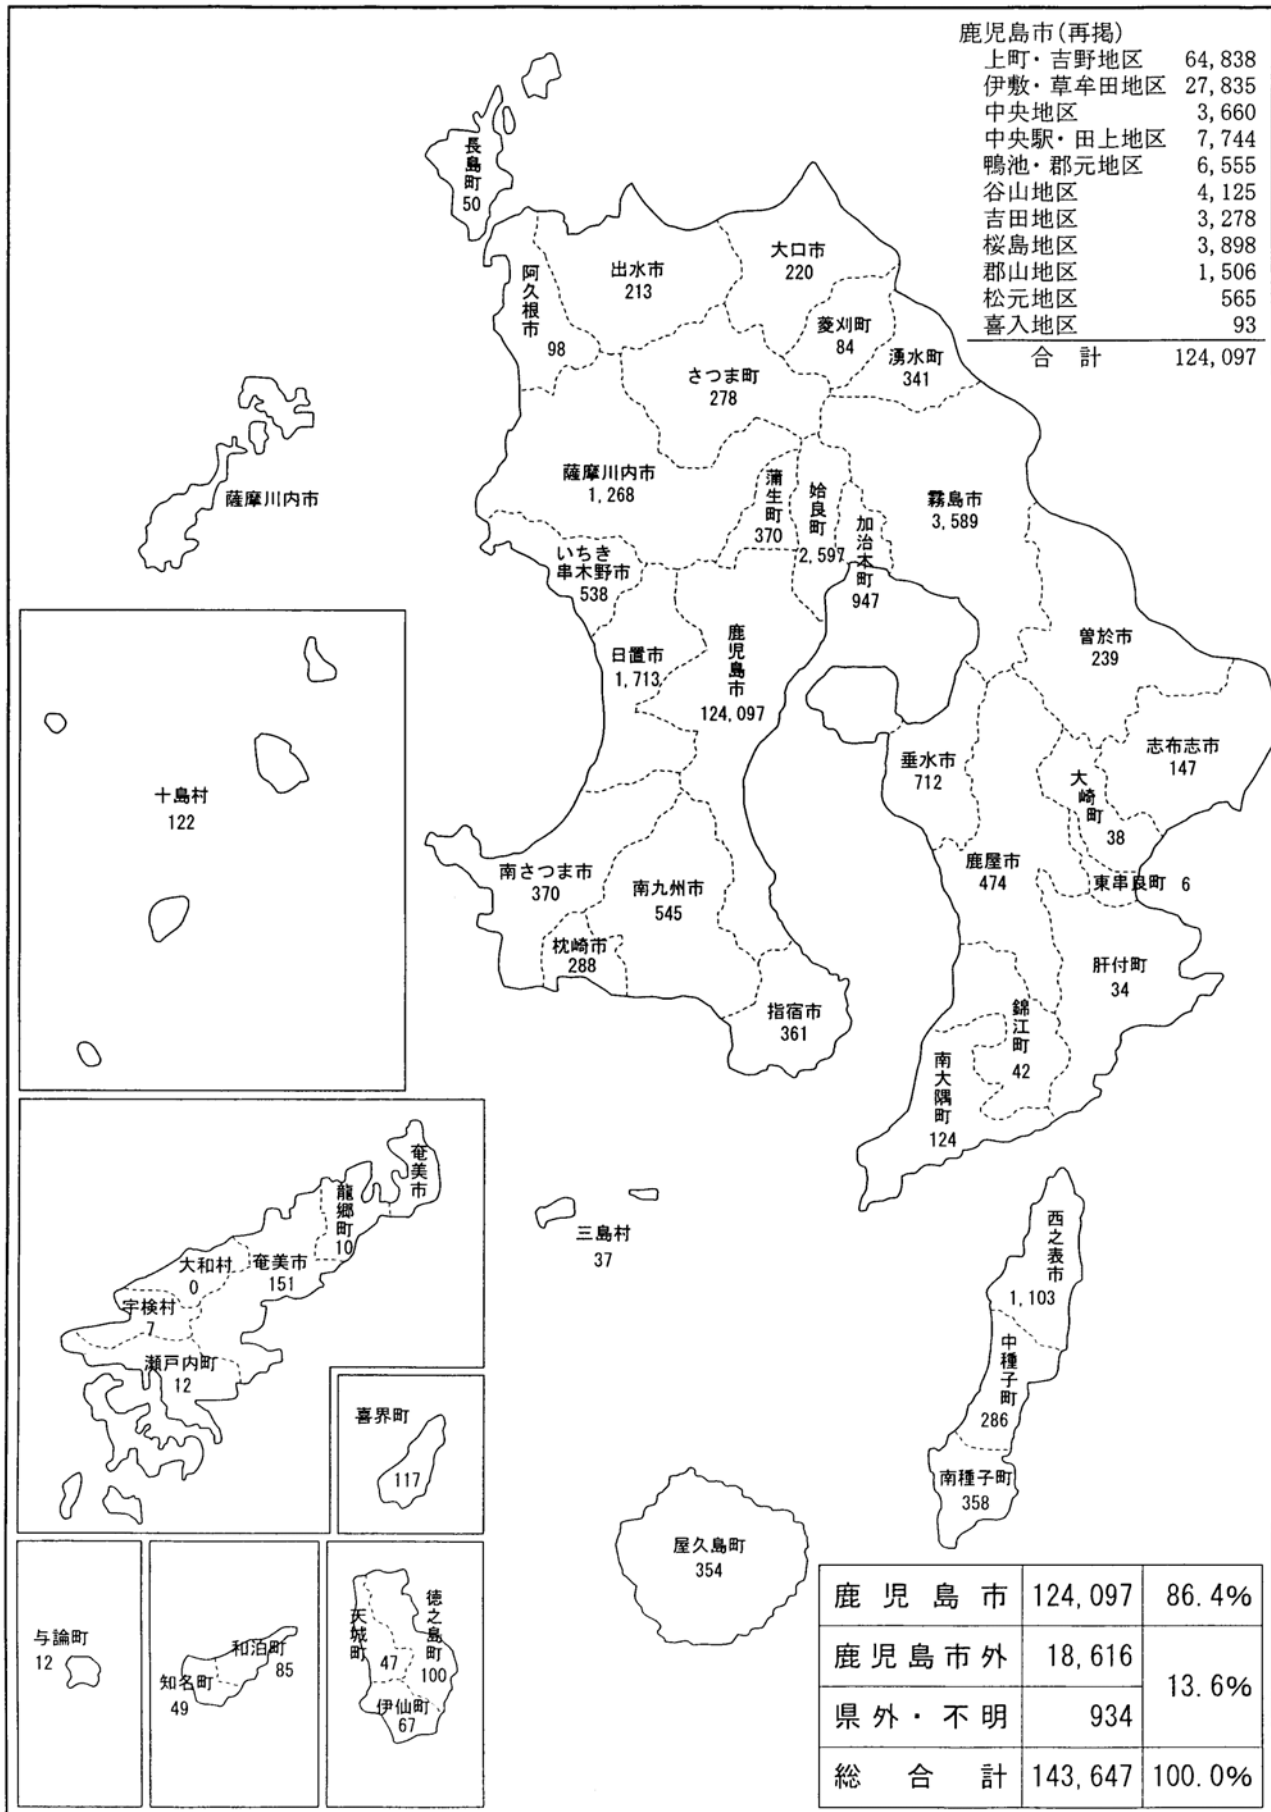 鹿児島市(再掲)
上町・吉野地区 64,838
伊敷・草牟田地区 27,835
中央地区 3,660
中央駅・田上地区 7,744
鴨池・郡元地区 6,555
谷山地区 4,125
吉田地区 3,278
桜島地区 3,898
郡山地区 1,506
松元地区 565
喜入地区 93
合計 124,097
長島町
50
出水市
213
大口市
220
阿久根市
98
菱刈町
84
湧水町
341
さつま町
278
薩摩川内市
薩摩川内市
1,268
蒲生町
370
姶良町
2,597
加治木町
947
霧島市
3,589
いちき
串木野市
538
日置市
1,713
鹿児島市
124,097
曽於市
239
志布志市
147
垂水市
712
大崎町
38
鹿屋市
474
東串良町 6
肝付町
34
十島村
122
南さつま市
370
南九州市
545
枕崎市
288
指宿市
361
錦江町
42
南大隅町
124
奄美市
龍郷町
10
大和村
0
奄美市
151
宇検村
7
瀬戸内町
12
三島村
37
西之表市
1,103
中種子町
286
南種子町
358
喜界町
117
屋久島町
354
与論町
12
和泊町
85
知名町
49
天城町
47
徳之島町
100
伊仙町
67
鹿児島市 124,097 86.4%
鹿児島市外 18,616
13.6%
県外・不明 934
総合計 143,647 100.0%